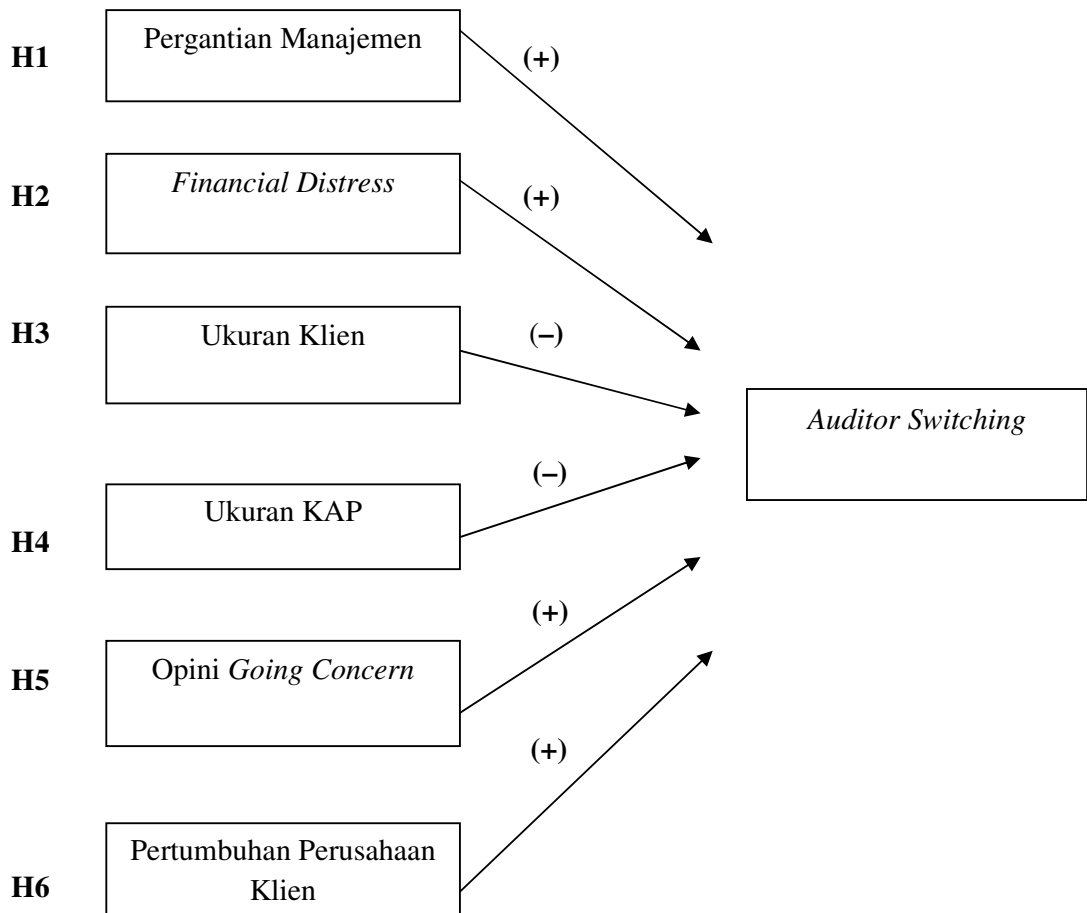 H1
Pergantian Manajemen
(+)
H2
Financial Distress
(+)
H3
Ukuran Klien
(–)
Auditor Switching
H4
Ukuran KAP
(–)
H5
Opini Going Concern
(+)
H6
Pertumbuhan Perusahaan
Klien
(+)